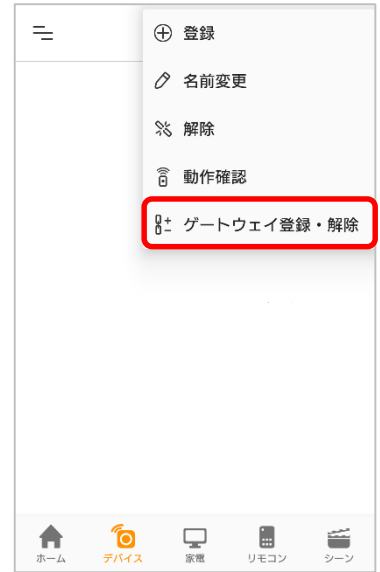 登録
名前変更
解除
動作確認
ゲートウェイ登録・解除
ホーム
デバイス
家電
リモコン
シーン